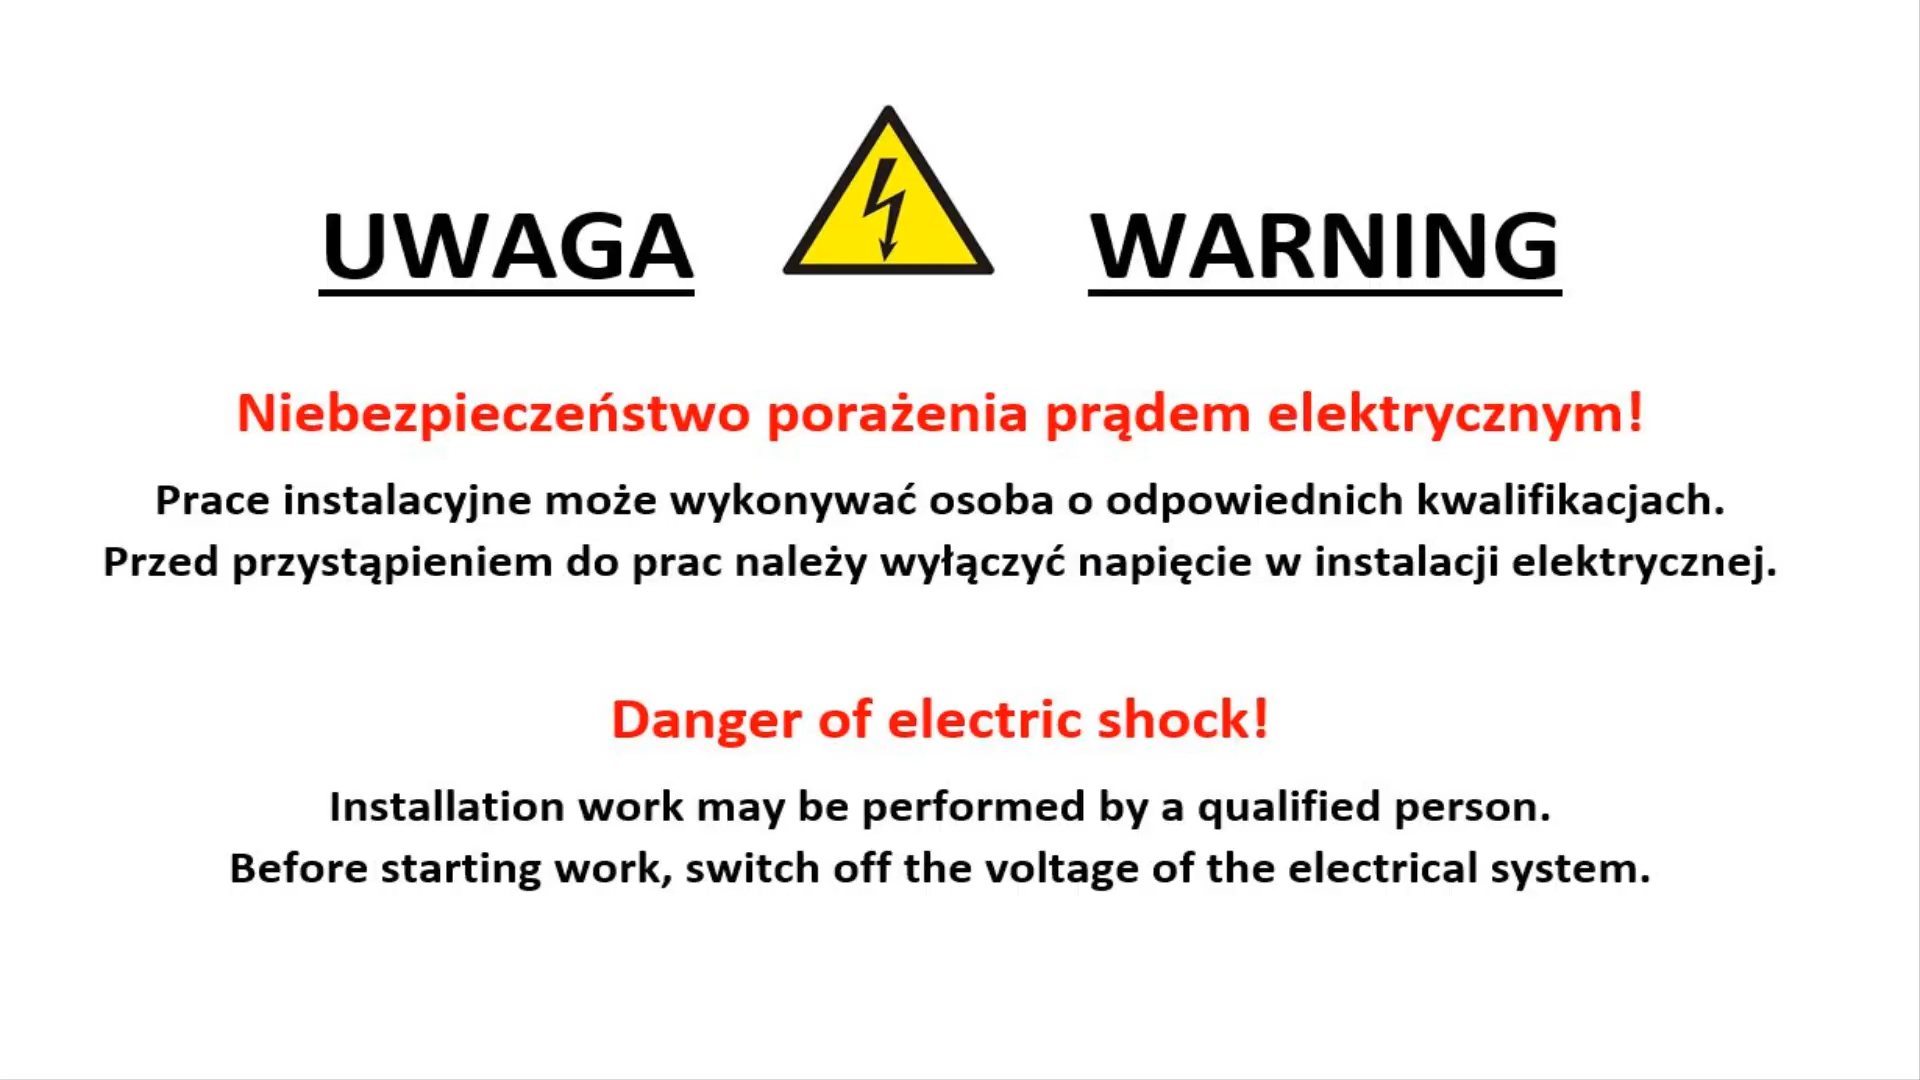 UWAGA WARNING
Niebezpieczeństwo porażenia prądem elektrycznym!
Prace instalacyjne może wykonywać osoba o odpowiednich kwalifikacjach.
Przed przystąpieniem do prac należy wyłączyć napięcie w instalacji elektrycznej.
Danger of electric shock!
Installation work may be performed by a qualified person.
Before starting work, switch off the voltage of the electrical system.